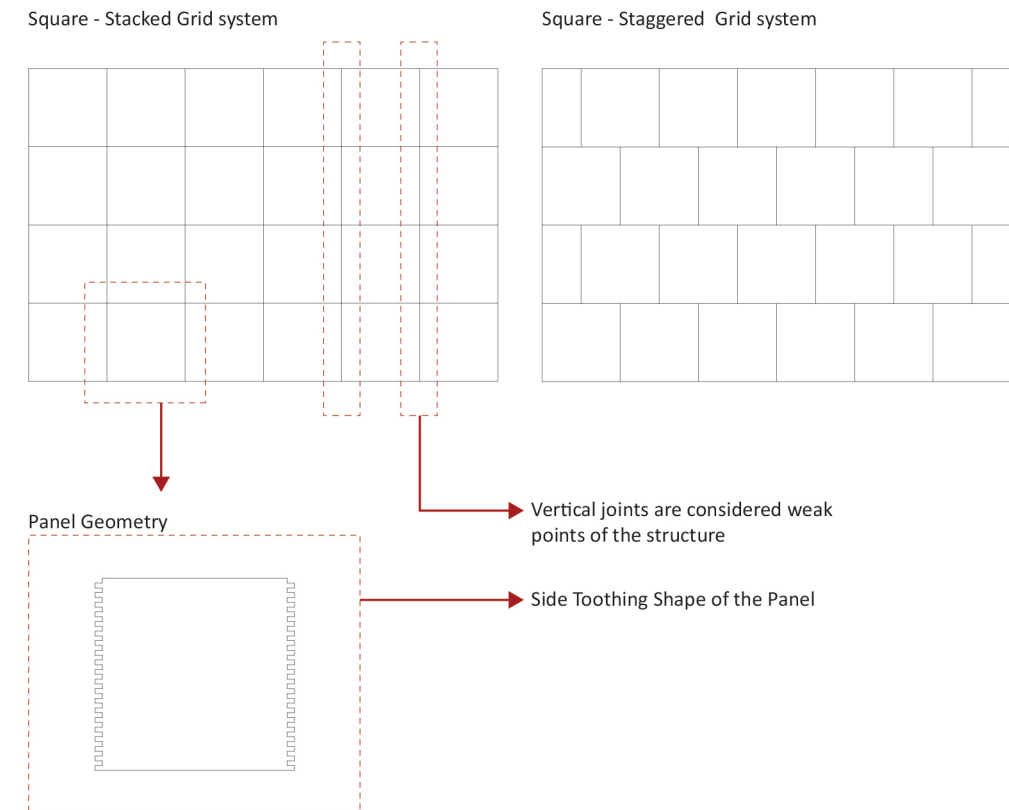 Square - Stacked Grid system
Square - Staggered  Grid system
Vertical joints are considered weak
points of the structure
Panel Geometry
Side Toothing Shape of the Panel